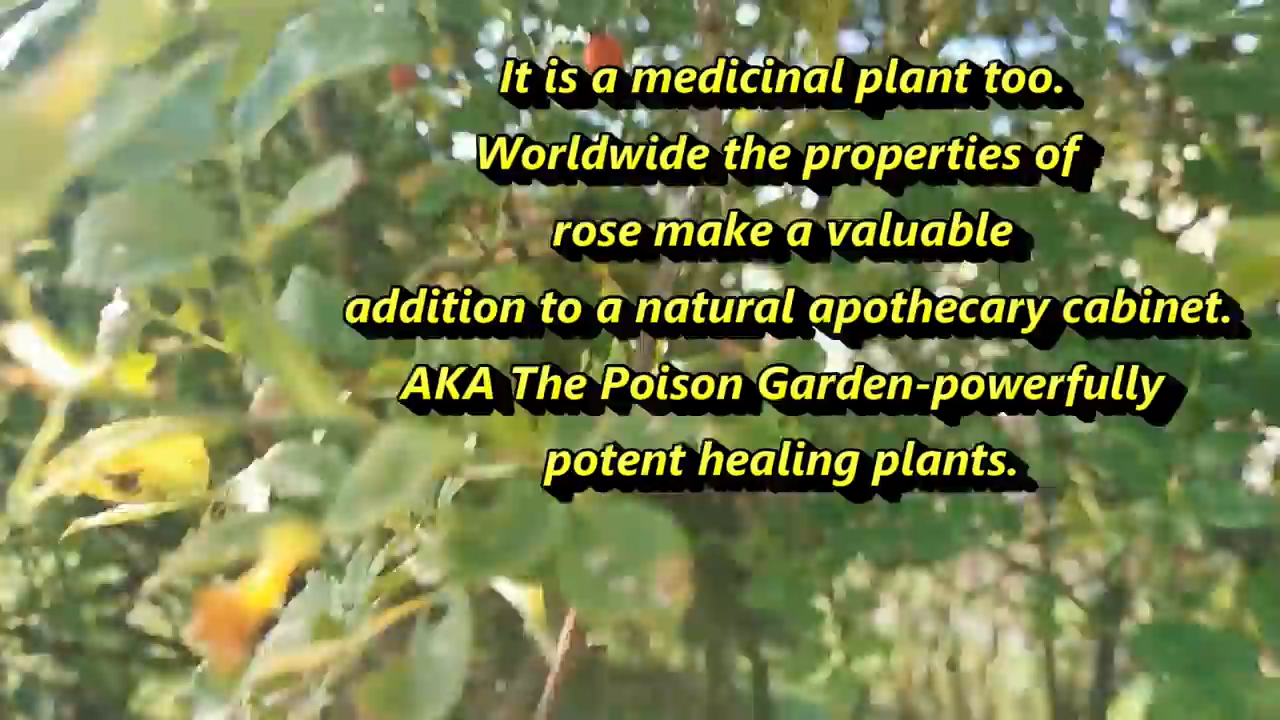 It is a medicinal plant too.
Worldwide the properties of
rose make a valuable
addition to a natural apothecary cabinet.
AKA The Poison Garden-powerfully
potent healing plants.